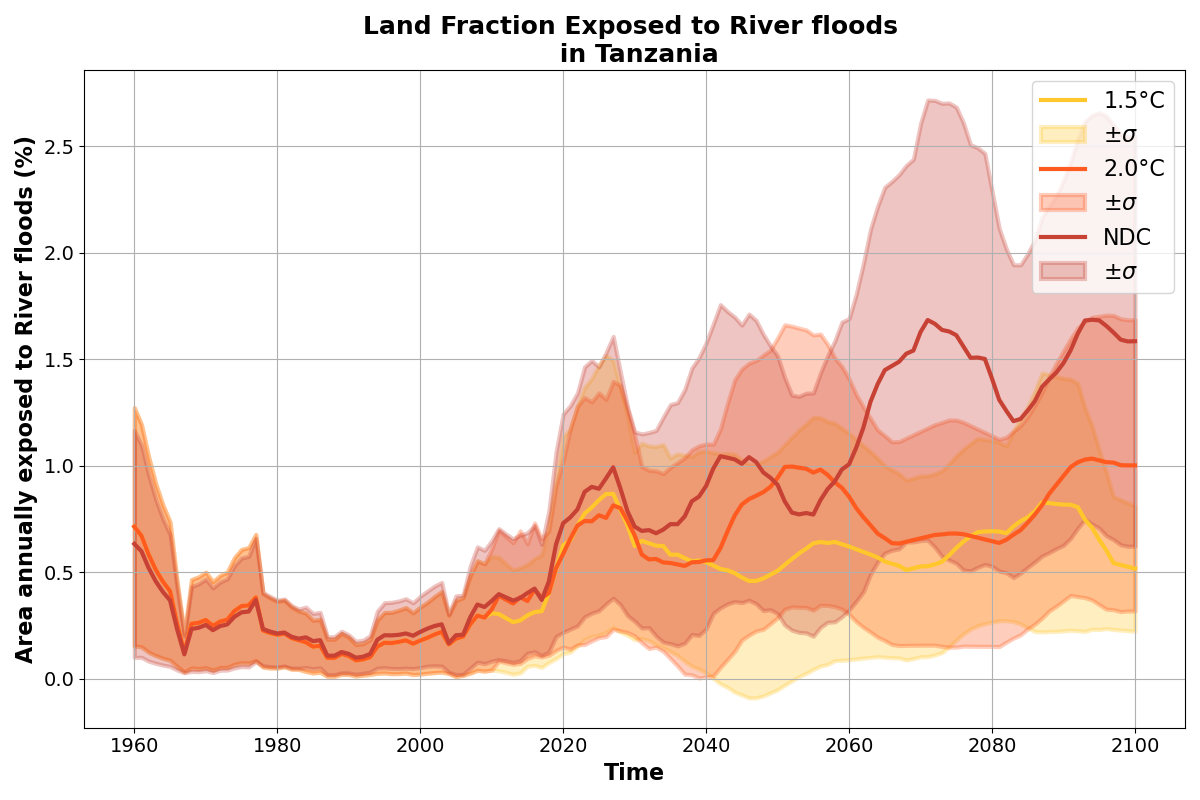 Land Fraction Exposed to River floods
in Tanzania
Area annually exposed to River floods (%)
2.5
2.0
1.5
1.0
0.5
0.0
1.5°C
±σ
2.0°C
±σ
NDC
±σ
1960
1980
2000
2020
2040
2060
2080
2100
Time